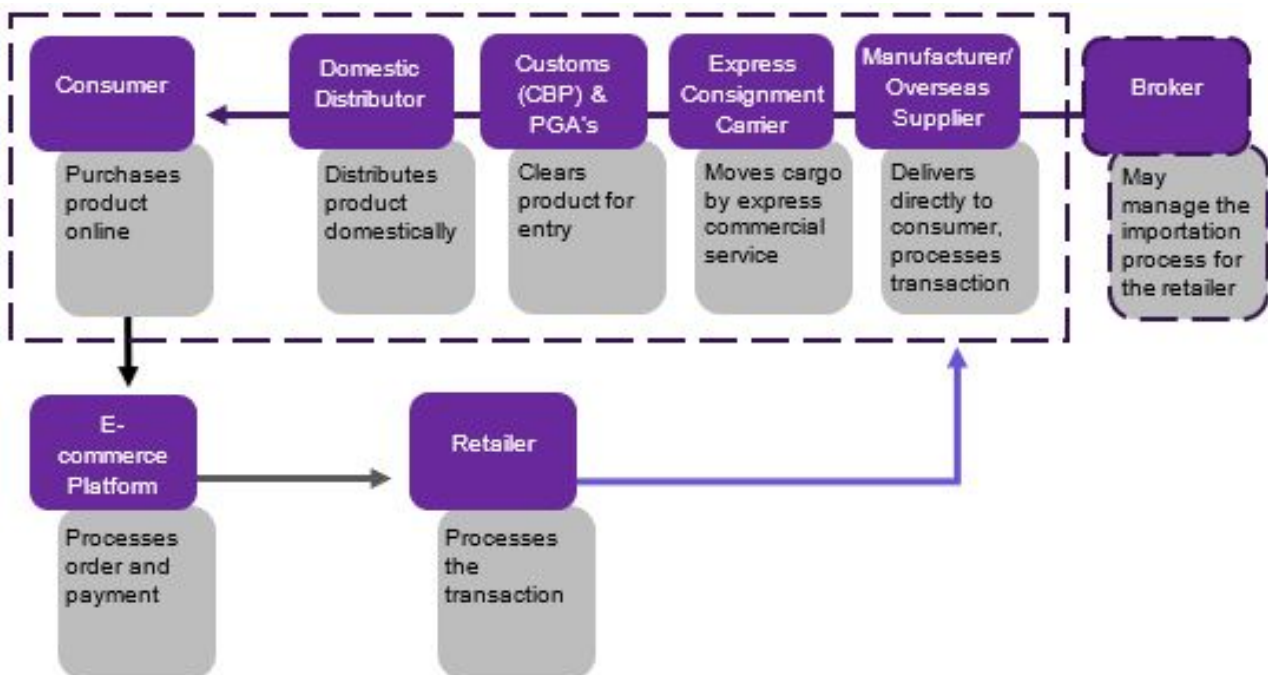 Consumer
Purchases
product
online
Domestic
Distributor
Distributes
product
domestically
Customs
(CBP) &
PGA's
Clears
product for
entry
Express
Consignment
Carrier
Moves cargo
by express
commercial
service
Manufacturer/
Overseas
Supplier
Delivers
directly to
consumer,
processes
transaction
Broker
May
manage the
importation
process for
the retailer
E-
commerce
Platform
Processes
order and
payment
Retailer
Processes
the
transaction